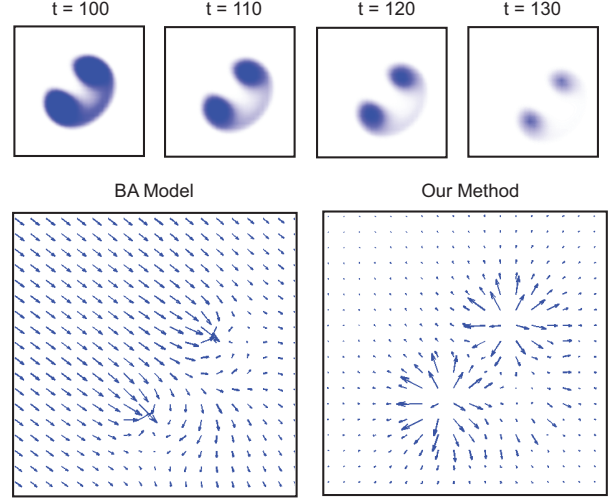 t = 100 t = 110 t = 120 t = 130
BA Model Our Method